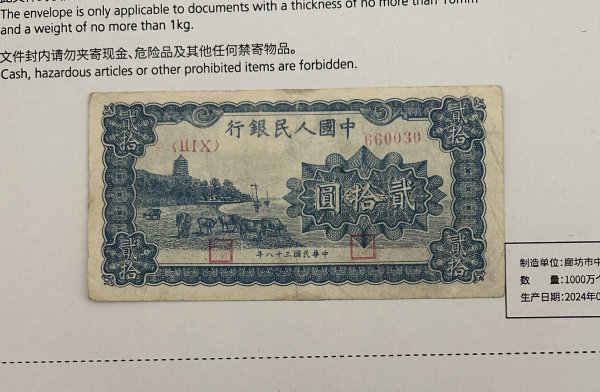 The envelope is only applicable to documents with a thickness of no more than 10mm
and a weight of no more than 1kg.
文件封内请勿夹寄现金、危险品及其他任何禁寄物品。
Cash, hazardous articles or other prohibited items are forbidden.
貳拾
貳拾
行銀民人國中
〈ШIX〉
660030
圓拾貳
年八十三國民華中
貳拾
貳拾
制造单位:廊坊市中
数 量:1000万个
生产日期:2024年0